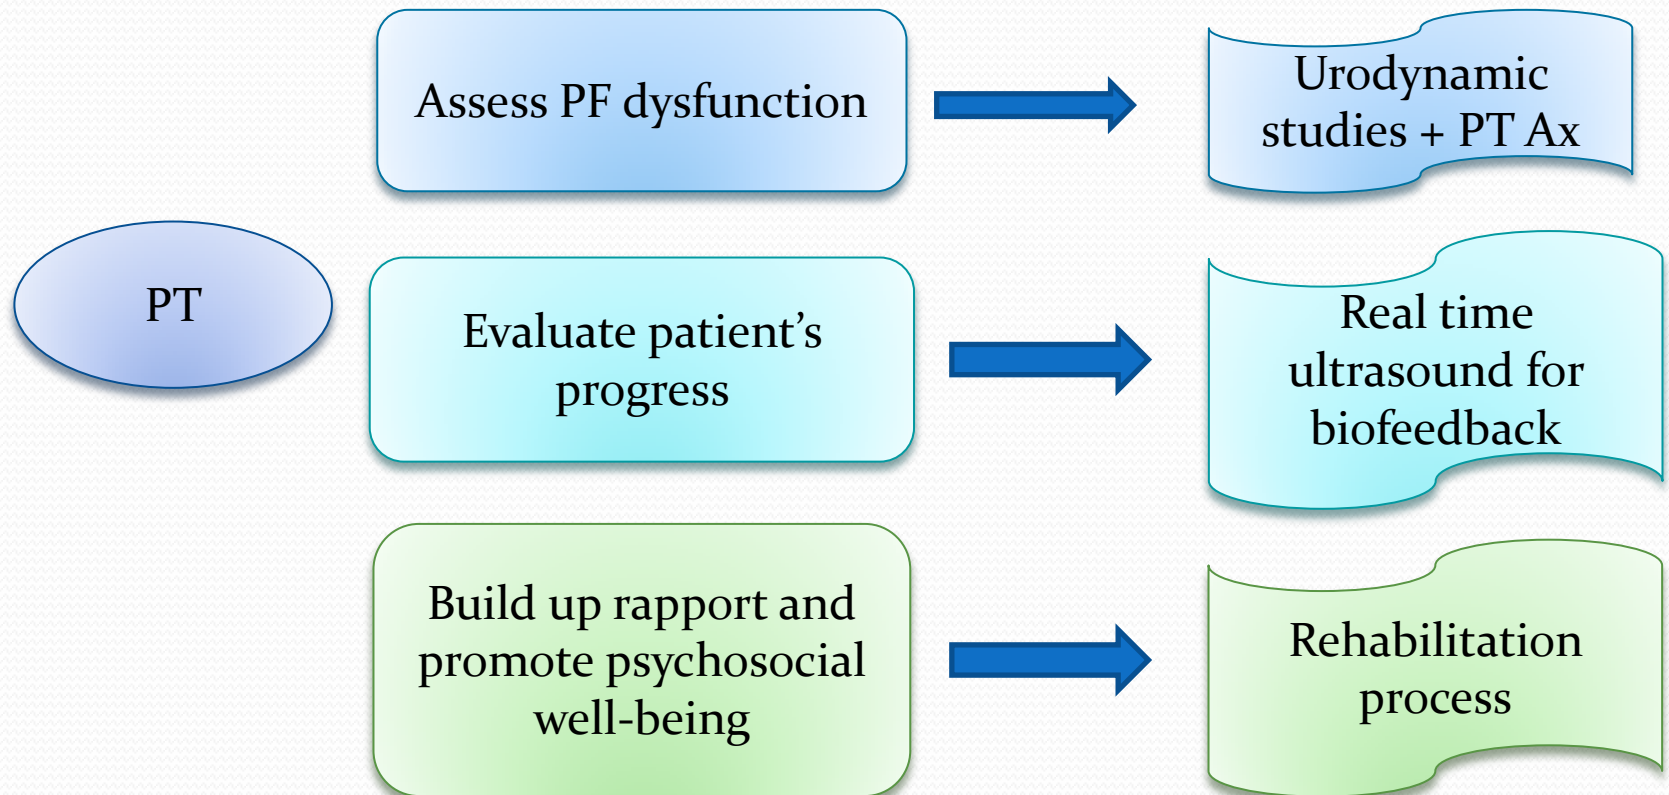 Assess PF dysfunction
Urodynamic
studies + PT Ax
PT
Evaluate patient’s
progress
Real time
ultrasound for
biofeedback
Build up rapport and
promote psychosocial
well-being
Rehabilitation
process